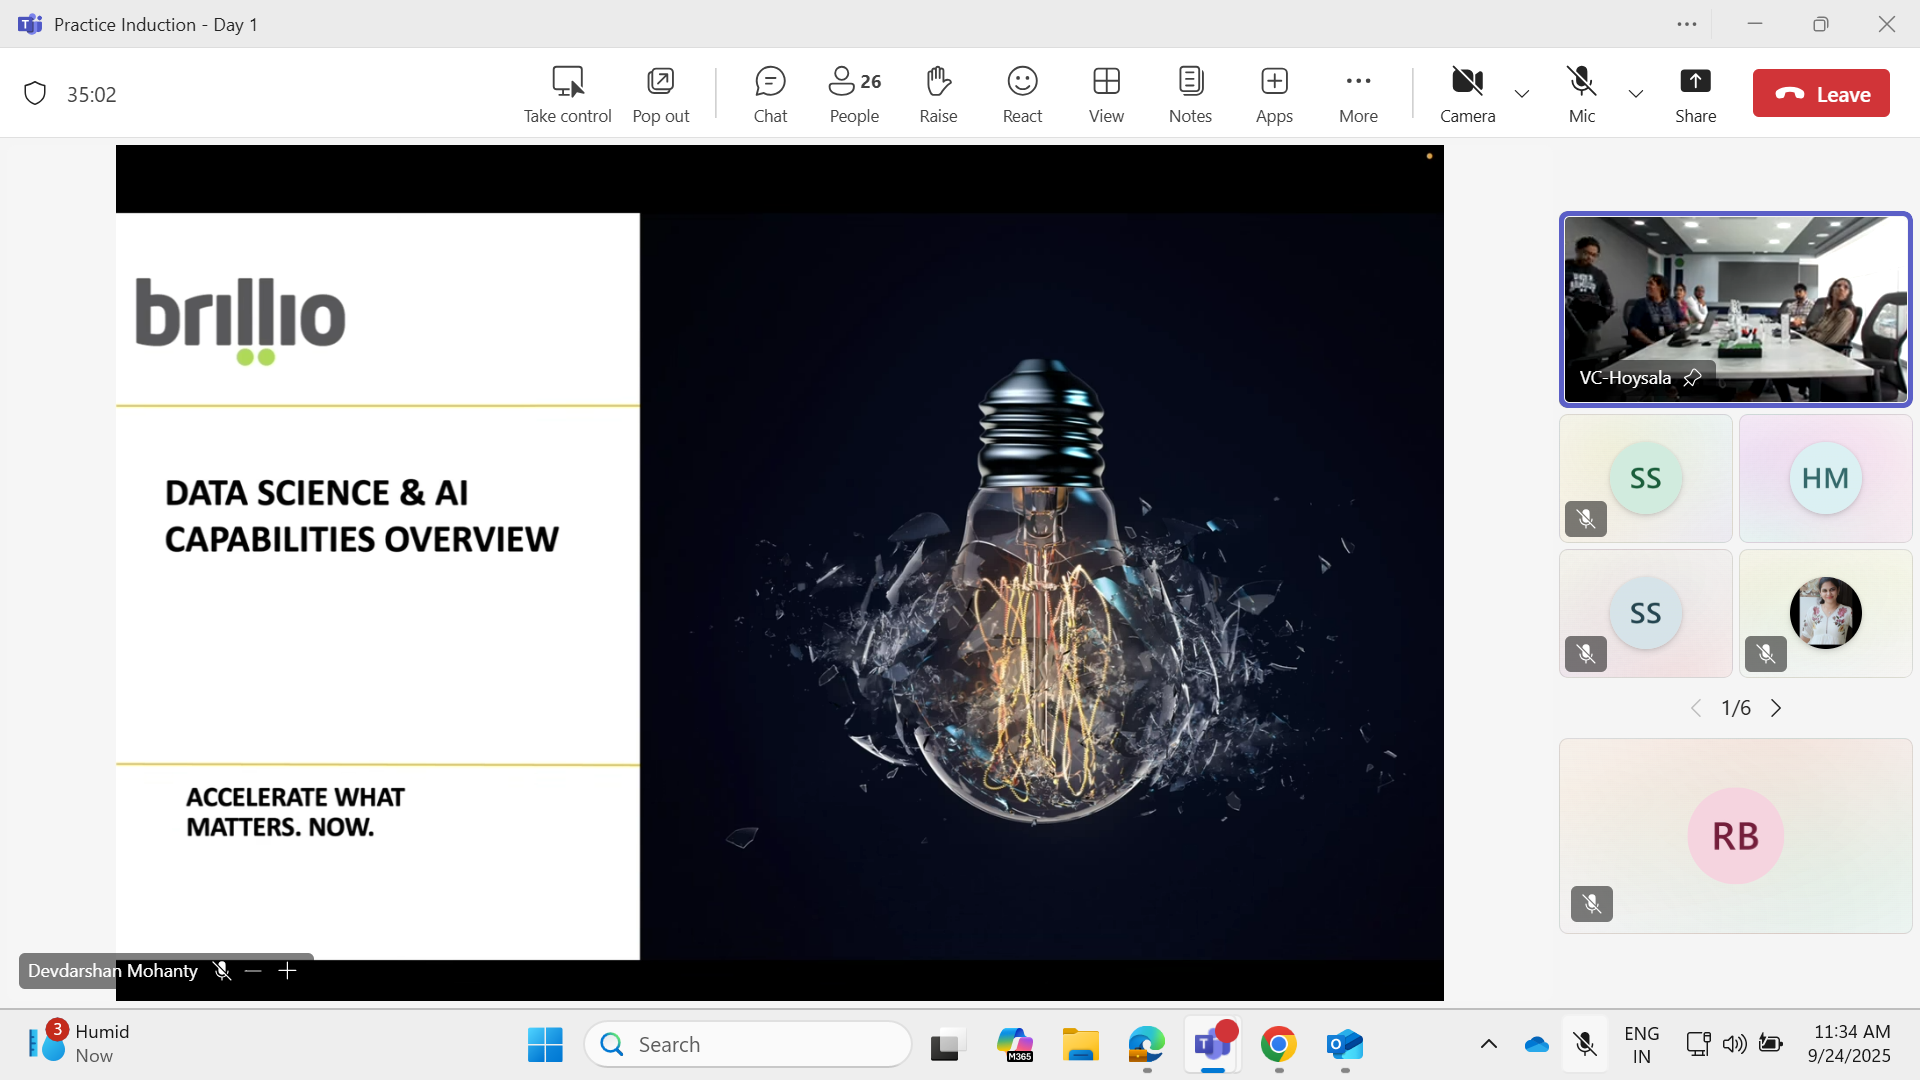 Practice Induction - Day 1
35:02
Take control
Pop out
Chat
26
People
Raise
React
View
Notes
Apps
More
Camera
Mic
Share
Leave
brillio
DATA SCIENCE & AI
CAPABILITIES OVERVIEW
ACCELERATE WHAT
MATTERS. NOW.
Devdarshan Mohanty
VC-Hoysala
SS
HM
SS
1/6
RB
3
Humid
Now
Search
M365
ENG
IN
11:34 AM
9/24/2025